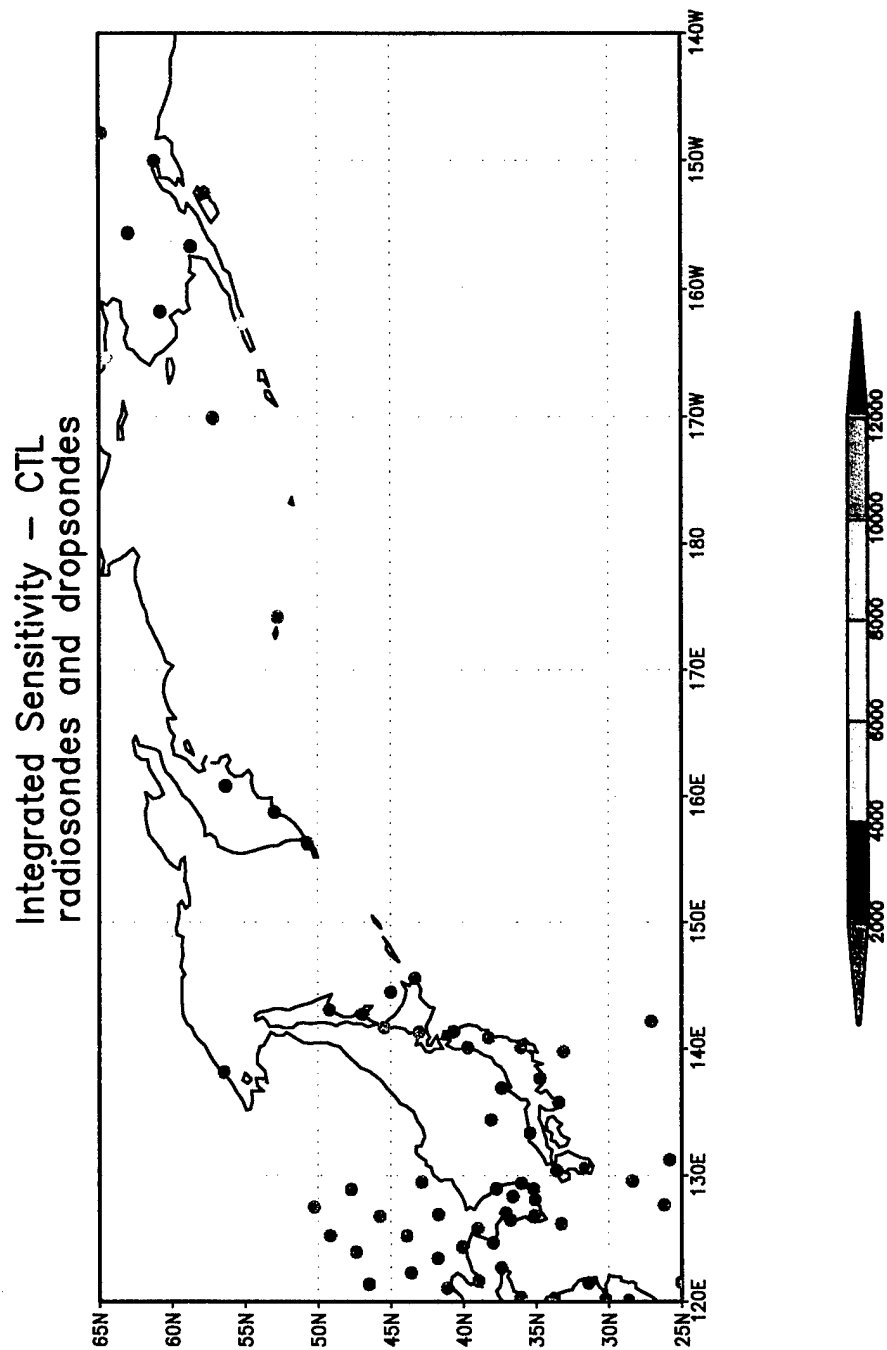 Integrated Sensitivity – CTL
radiosondes and dropsondes
65N
60N
55N
50N
45N
40N
35N
30N
25N
120E
130E
140E
150E
160E
170E
180
170W
160W
150W
140W
2000
4000
6000
8000
10000
12000